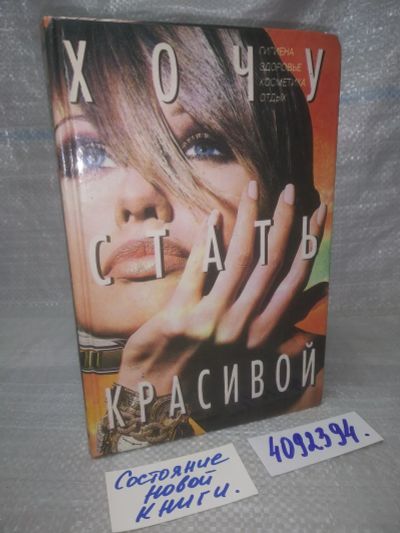 ХОЧУ
ГИГИЕНА
ЗДОРОВЬЕ
КОСМЕТИКА
ОТДЫХ
СТАТЬ
КРАСИВОЙ
Состояние
новой
книги.
4092394.